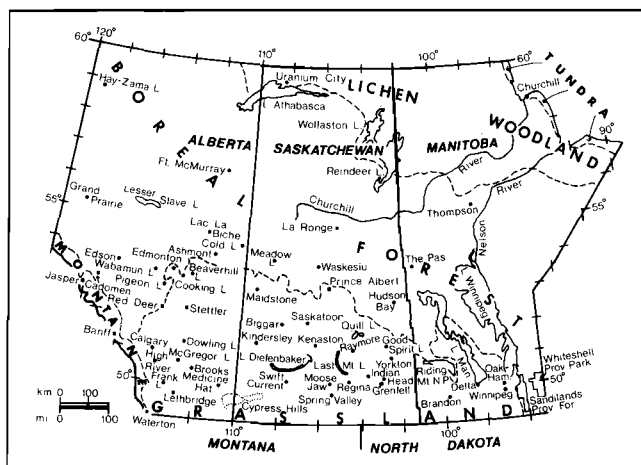 120°
110°
100°
60°
60°
Hay-Zama L
Uranium City
LICHEN
TUNDRA
Churchill
L Athabasca
90°
BOREAL
Wollaston L
WOODLAND
ALBERTA
SASKATCHEWAN
MANITOBA
Ft. McMurray
Reindeer L
River
River
55°
Grand Prairie
Lesser Slave L
Churchill
Thompson
55°
Lac La Biche
La Ronge
Nelson
Cold L
FOREST
Ashmont
Meadow
Edson
Edmonton
Beaverhill L
Waskesiu
The Pas
MONTANE
Wabamun L
Jasper
Pigeon L
Cooking L
Prince Albert
L Winnipeg
Cadomen
Maidstone
Hudson Bay
Red Deer
Stettler
Saskatoon
Biggar
Quill L
Banff
Calgary
Dowling L
Kindersley
Kenaston
Raymore
Good Spirit L
High River
McGregor L
L Diefenbaker
Last Mt L
Yorkton
Oak Ham
Whiteshell Prov Park
50°
Brooks
Indian Head
Riding Mt N P
Man
50°
km
0
100
Frank
Medicine Hat
Swift Current
Moose Jaw
Regina
Grenfell
Delta
Winnipeg
mi
0
100
Lethbridge
Spring Valley
Brandon
Sandilands Prov For
Cypress Hills
Waterton
GRASSLAND
110°
100°
MONTANA
NORTH DAKOTA